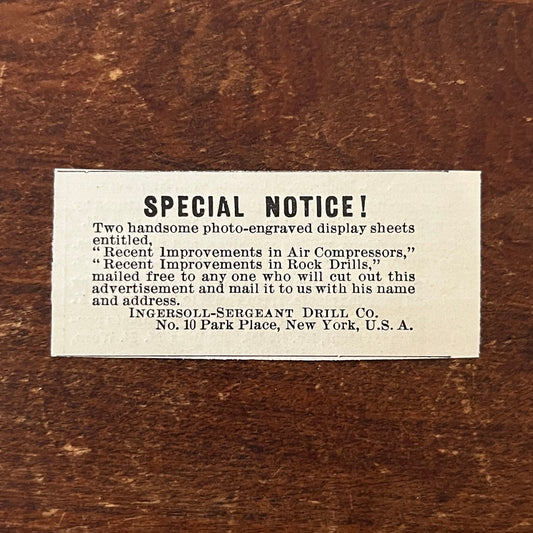 SPECIAL NOTICE!
Two handsome photo-engraved display sheets
entitled,
"Recent Improvements in Air Compressors,"
"Recent Improvements in Rock Drills,"
mailed free to any one who will cut out this
advertisement and mail it to us with his name
and address.
INGERSOLL-SERGEANT DRILL CO.
No. 10 Park Place, New York, U. S. A.